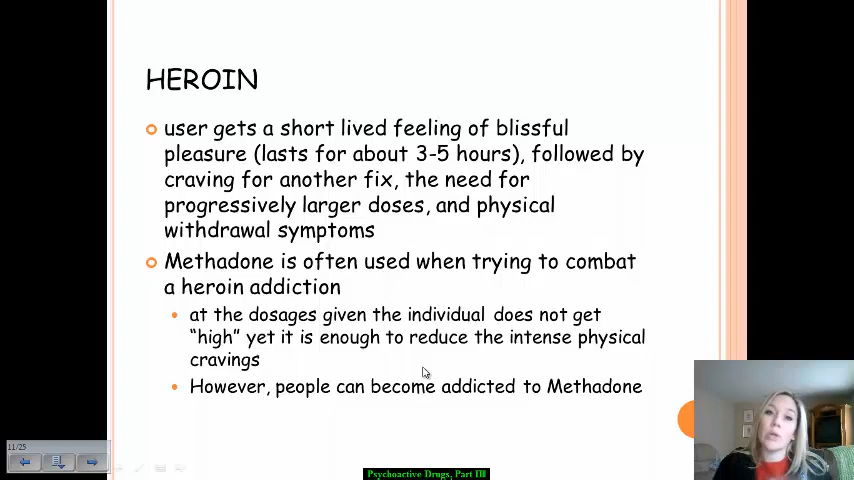 HEROIN
user gets a short lived feeling of blissful
pleasure (lasts for about 3-5 hours), followed by
craving for another fix, the need for
progressively larger doses, and physical
withdrawal symptoms
Methadone is often used when trying to combat
a heroin addiction
at the dosages given the individual does not get
“high” yet it is enough to reduce the intense physical
cravings
However, people can become addicted to Methadone
11/25
Psychoactive Drugs, Part III